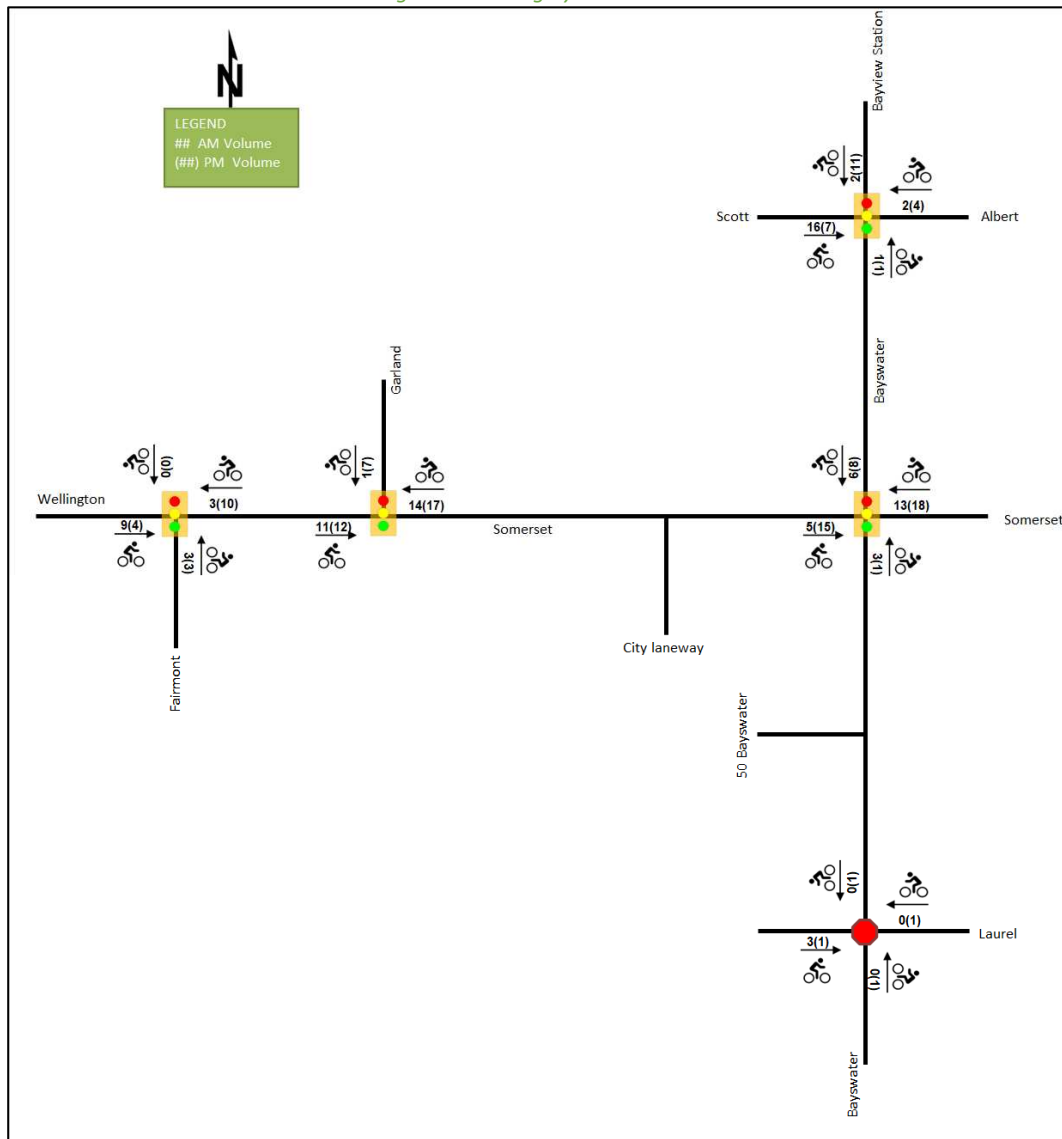 N
LEGEND
## AM Volume
(##) PM Volume
Bayview Station
2(11)
2(4)
Scott
Albert
16(7)
1(1)
Bayswater
Garland
0(0)
3(10)
1(7)
14(17)
6(8)
13(18)
Wellington
9(4)
3(3)
11(12)
Somerset
5(15)
3(1)
Somerset
City laneway
Fairmont
50 Bayswater
0(1)
0(1)
3(1)
Laurel
0(1)
Bayswater